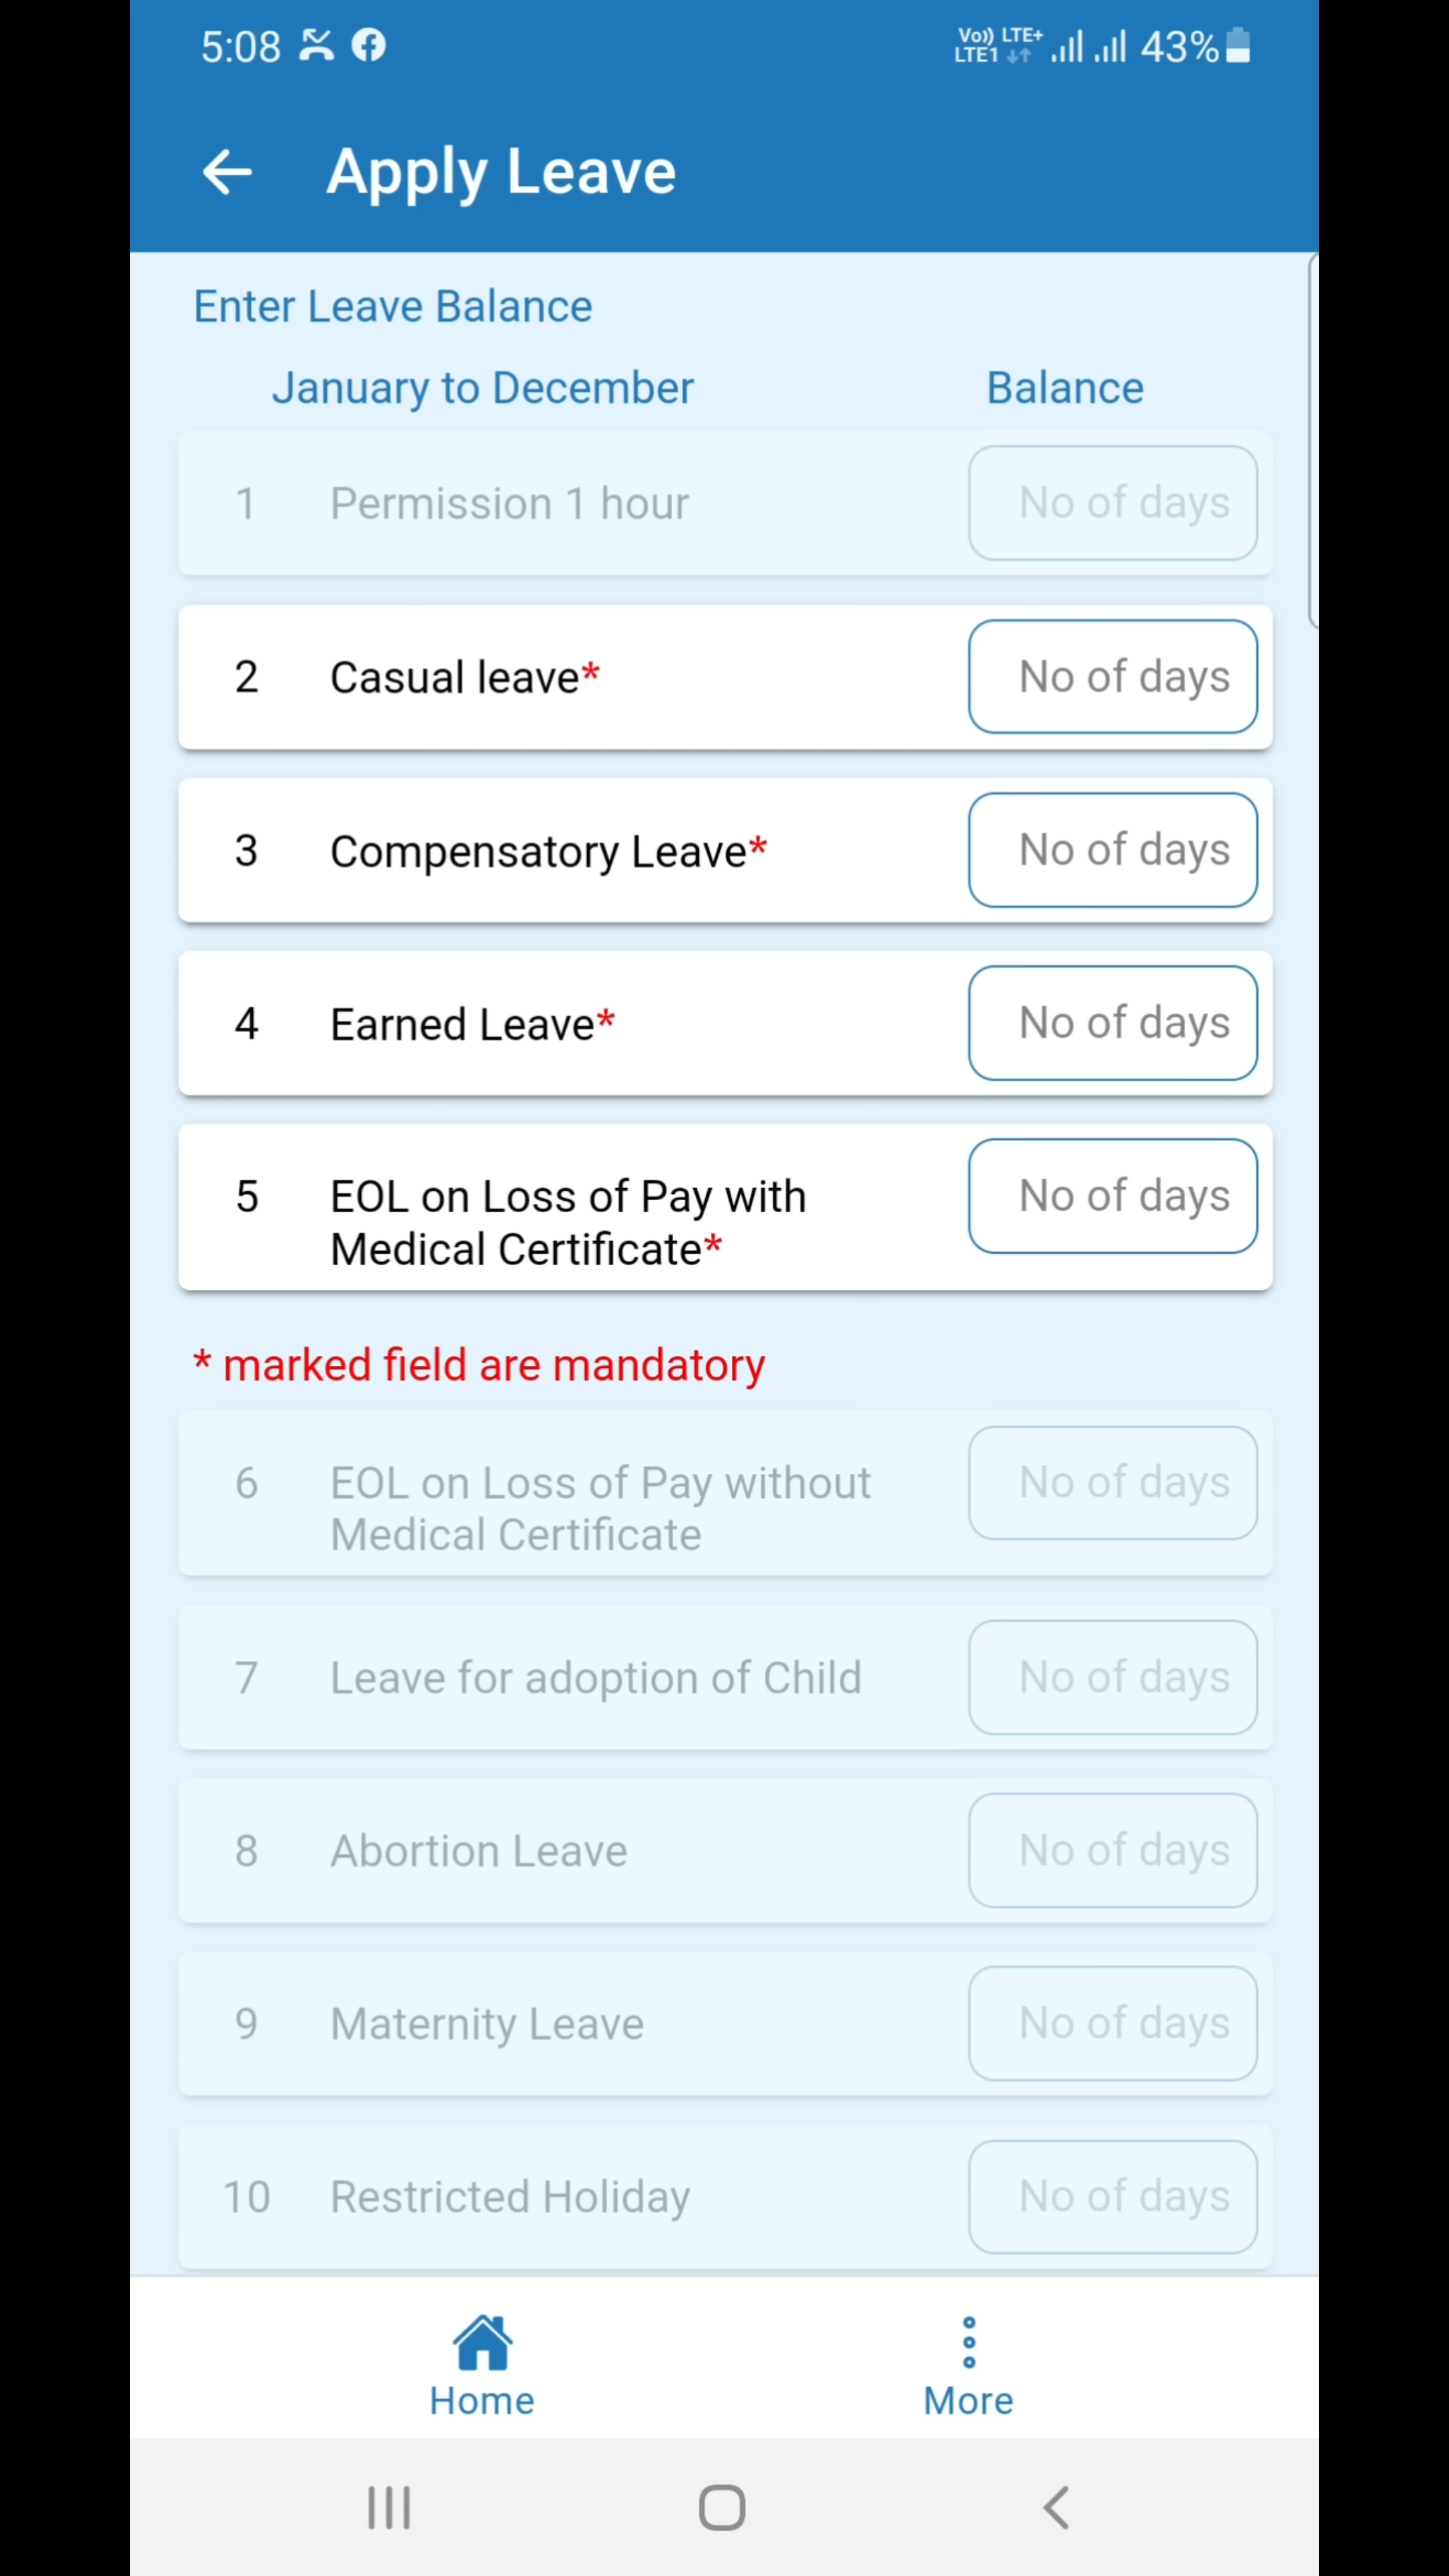 5:08 Vo)) LTE+ LTE1 43%
Apply Leave
Enter Leave Balance
January to December Balance
1 Permission 1 hour No of days
2 Casual leave* No of days
3 Compensatory Leave* No of days
4 Earned Leave* No of days
5 EOL on Loss of Pay with No of days
Medical Certificate*
* marked field are mandatory
6 EOL on Loss of Pay without No of days
Medical Certificate
7 Leave for adoption of Child No of days
8 Abortion Leave No of days
9 Maternity Leave No of days
10 Restricted Holiday No of days
Home More